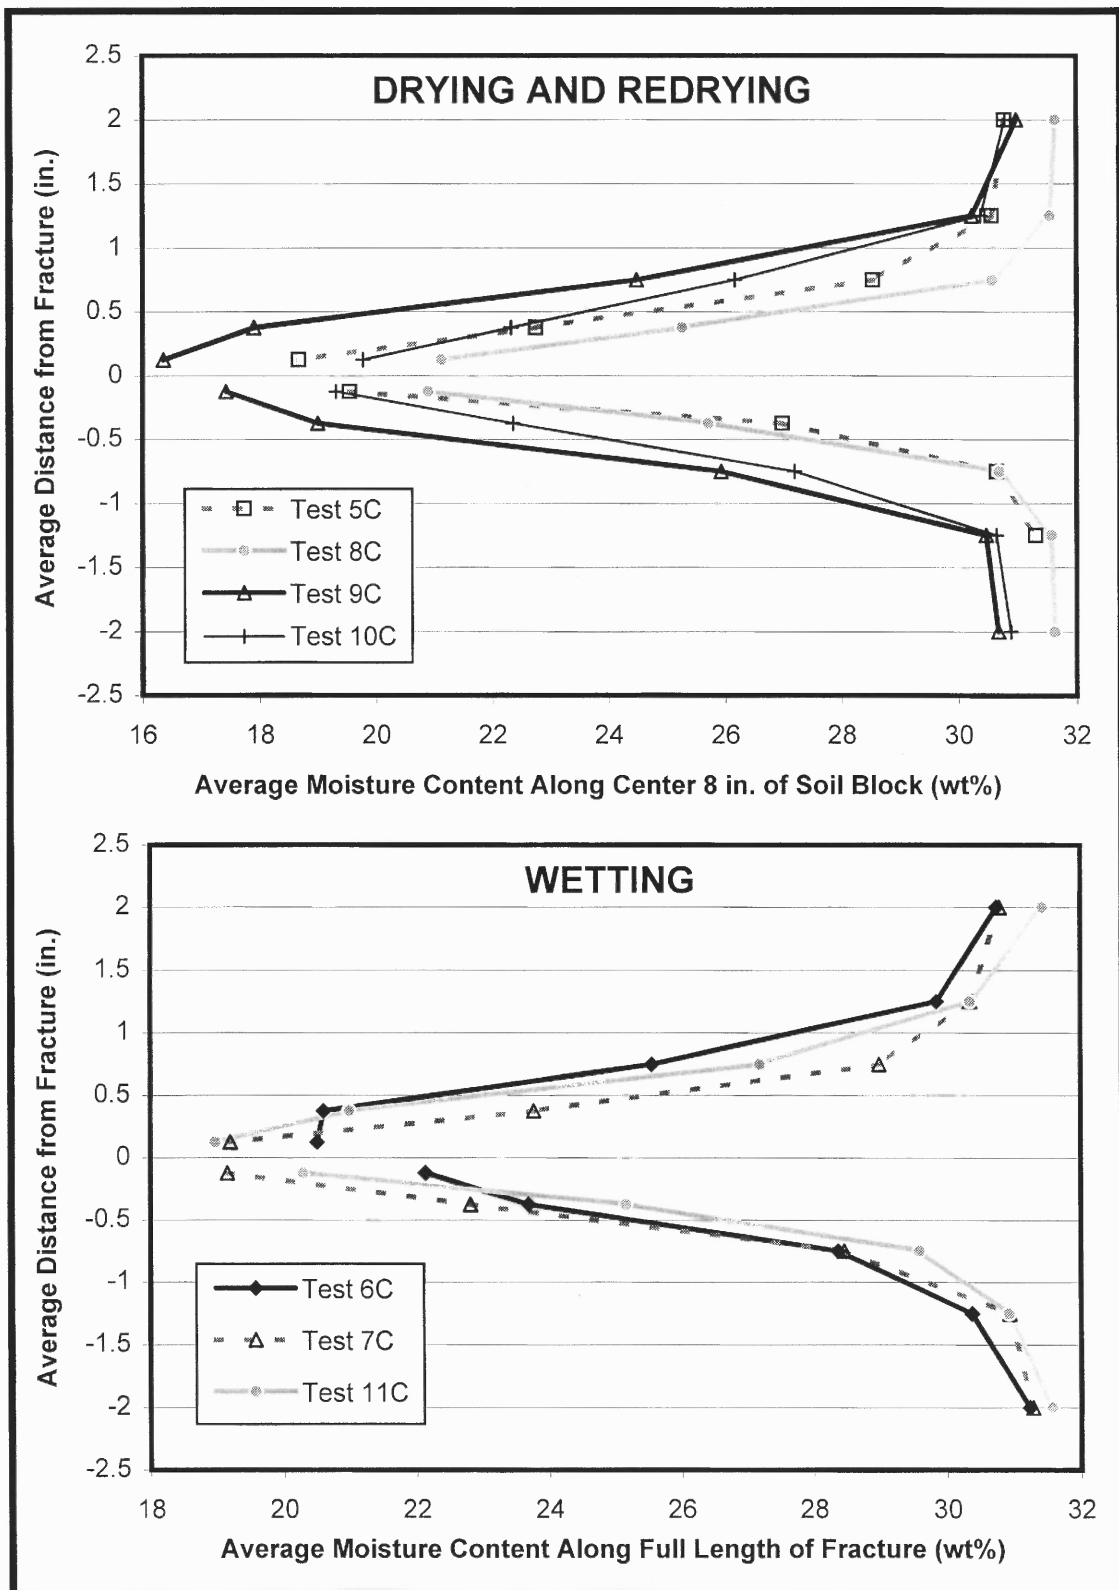 DRYING AND REDRYING
2.5
2
1.5
1
0.5
0
-0.5
-1
-1.5
-2
-2.5
Average Distance from Fracture (in.)
Test 5C
Test 8C
Test 9C
Test 10C
16 18 20 22 24 26 28 30 32
Average Moisture Content Along Center 8 in. of Soil Block (wt%)
WETTING
2.5
2
1.5
1
0.5
0
-0.5
-1
-1.5
-2
-2.5
Average Distance from Fracture (in.)
Test 6C
Test 7C
Test 11C
18 20 22 24 26 28 30 32
Average Moisture Content Along Full Length of Fracture (wt%)